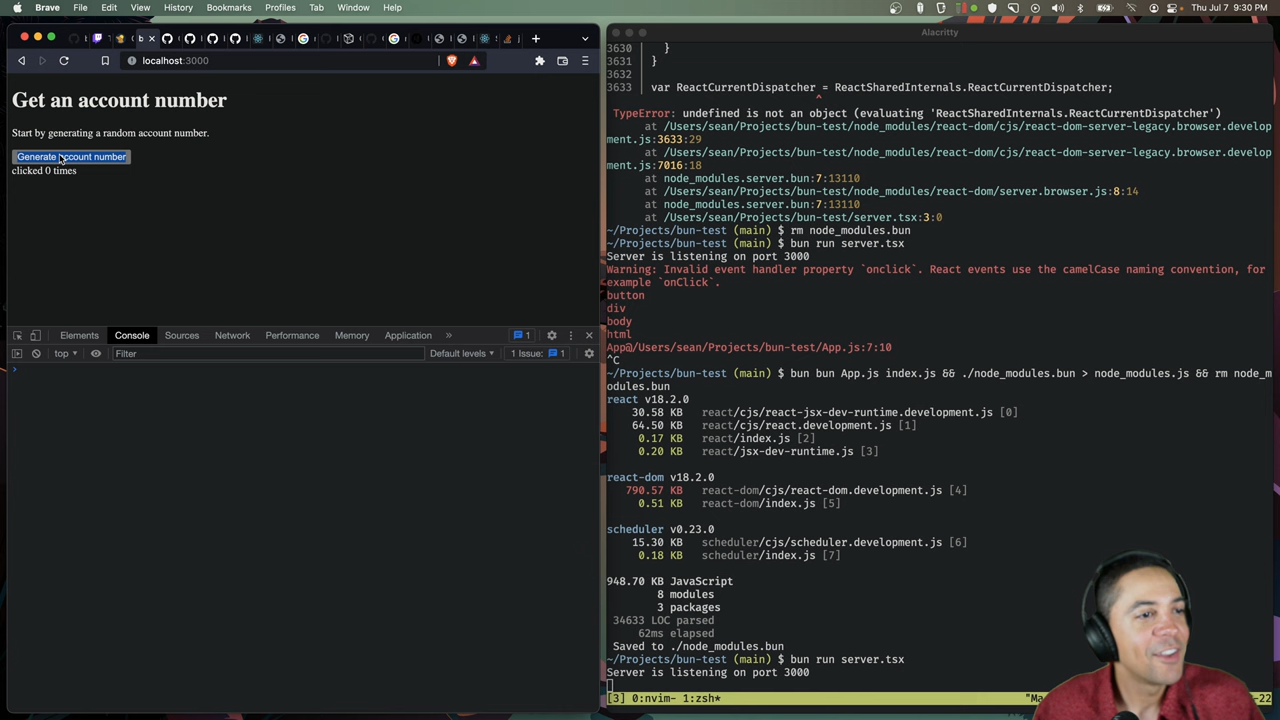 Brave File Edit View History Bookmarks Profiles Tab Window Help
Thu Jul 7 9:30 PM
localhost:3000
Get an account number
Start by generating a random account number.
Generate account number
clicked 0 times
Elements Console Sources Network Performance Memory Application » 1
top Filter Default levels 1 Issue: 1
›
Alacritty
3630 }
3631 }
3632
3633 var ReactCurrentDispatcher = ReactSharedInternals.ReactCurrentDispatcher;
^
TypeError: undefined is not an object (evaluating 'ReactSharedInternals.ReactCurrentDispatcher')
at /Users/sean/Projects/bun-test/node_modules/react-dom/cjs/react-dom-server-legacy.browser.develop
ment.js:3633:29
at /Users/sean/Projects/bun-test/node_modules/react-dom/cjs/react-dom-server-legacy.browser.develop
ment.js:7016:18
at node_modules.server.bun:7:13110
at /Users/sean/Projects/bun-test/node_modules/react-dom/server.browser.js:8:14
at node_modules.server.bun:7:13110
at /Users/sean/Projects/bun-test/server.tsx:3:0
~/Projects/bun-test (main) $ rm node_modules.bun
~/Projects/bun-test (main) $ bun run server.tsx
Server is listening on port 3000
Warning: Invalid event handler property `onclick`. React events use the camelCase naming convention, for
example `onClick`.
button
div
body
html
App@/Users/sean/Projects/bun-test/App.js:7:10
^C
~/Projects/bun-test (main) $ bun bun App.js index.js && ./node_modules.bun > node_modules.js && rm node_m
odules.bun
react v18.2.0
30.58 KB react/cjs/react-jsx-dev-runtime.development.js [0]
64.50 KB react/cjs/react.development.js [1]
0.17 KB react/index.js [2]
0.20 KB react/jsx-dev-runtime.js [3]
react-dom v18.2.0
790.57 KB react-dom/cjs/react-dom.development.js [4]
0.51 KB react-dom/index.js [5]
scheduler v0.23.0
15.30 KB scheduler/cjs/scheduler.development.js [6]
0.18 KB scheduler/index.js [7]
948.70 KB JavaScript
8 modules
3 packages
34633 LOC parsed
62ms elapsed
Saved to ./node_modules.bun
~/Projects/bun-test (main) $ bun run server.tsx
Server is listening on port 3000
[3] 0:nvim- 1:zsh* "Ma -22